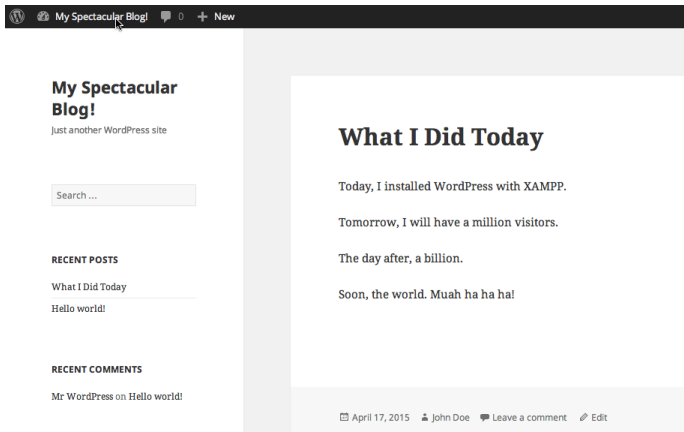 My Spectacular Blog! 0 New
My Spectacular
Blog!
Just another WordPress site
Search ...
RECENT POSTS
What I Did Today
Hello world!
RECENT COMMENTS
Mr WordPress on Hello world!
What I Did Today
Today, I installed WordPress with XAMPP.
Tomorrow, I will have a million visitors.
The day after, a billion.
Soon, the world. Muah ha ha ha!
April 17, 2015 John Doe Leave a comment Edit